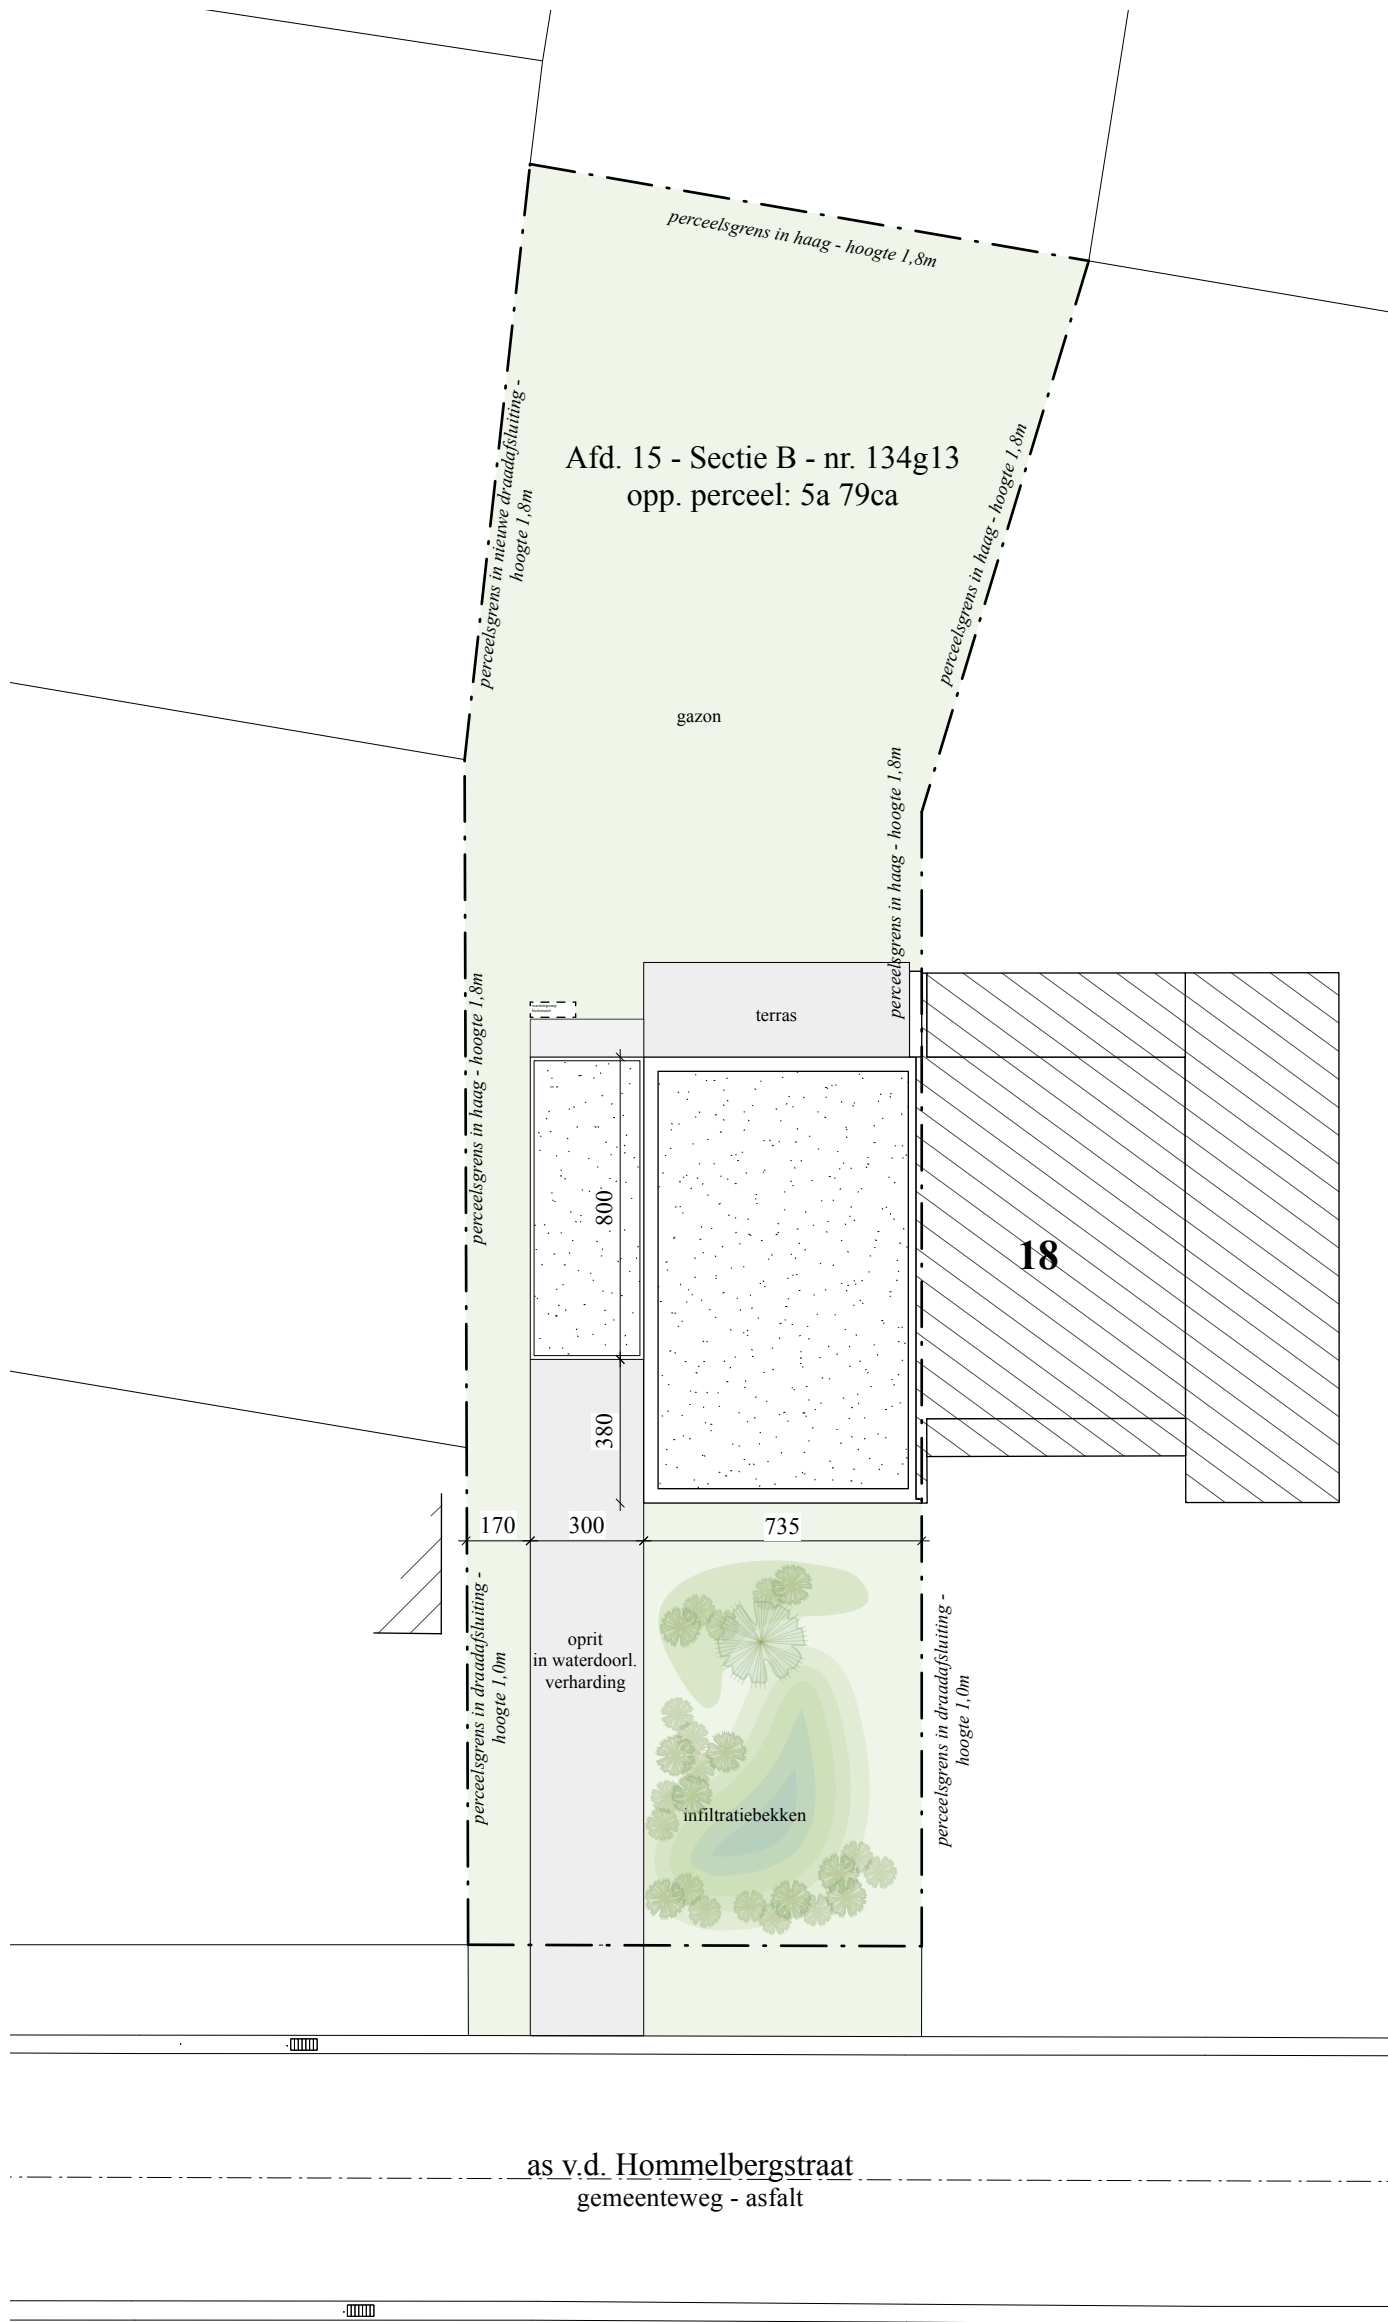 perceelsgrens in haag - hoogte 1,8m
perceelsgrens in nieuwe draadafsluiting -
hoogte 1,8m
Afd. 15 - Sectie B - nr. 134g13
opp. perceel: 5a 79ca
perceelsgrens in haag - hoogte 1,8m
gazon
perceelsgrens in haag - hoogte 1,8m
perceelsgrens in haag - hoogte 1,8m
terras
800
18
380
170
300
735
perceelsgrens in draadafsluiting -
hoogte 1,0m
oprit
in waterdoorl.
verharding
perceelsgrens in draadafsluiting -
hoogte 1,0m
infiltratiebekken
as v.d. Hommelbergstraat
gemeenteweg - asfalt